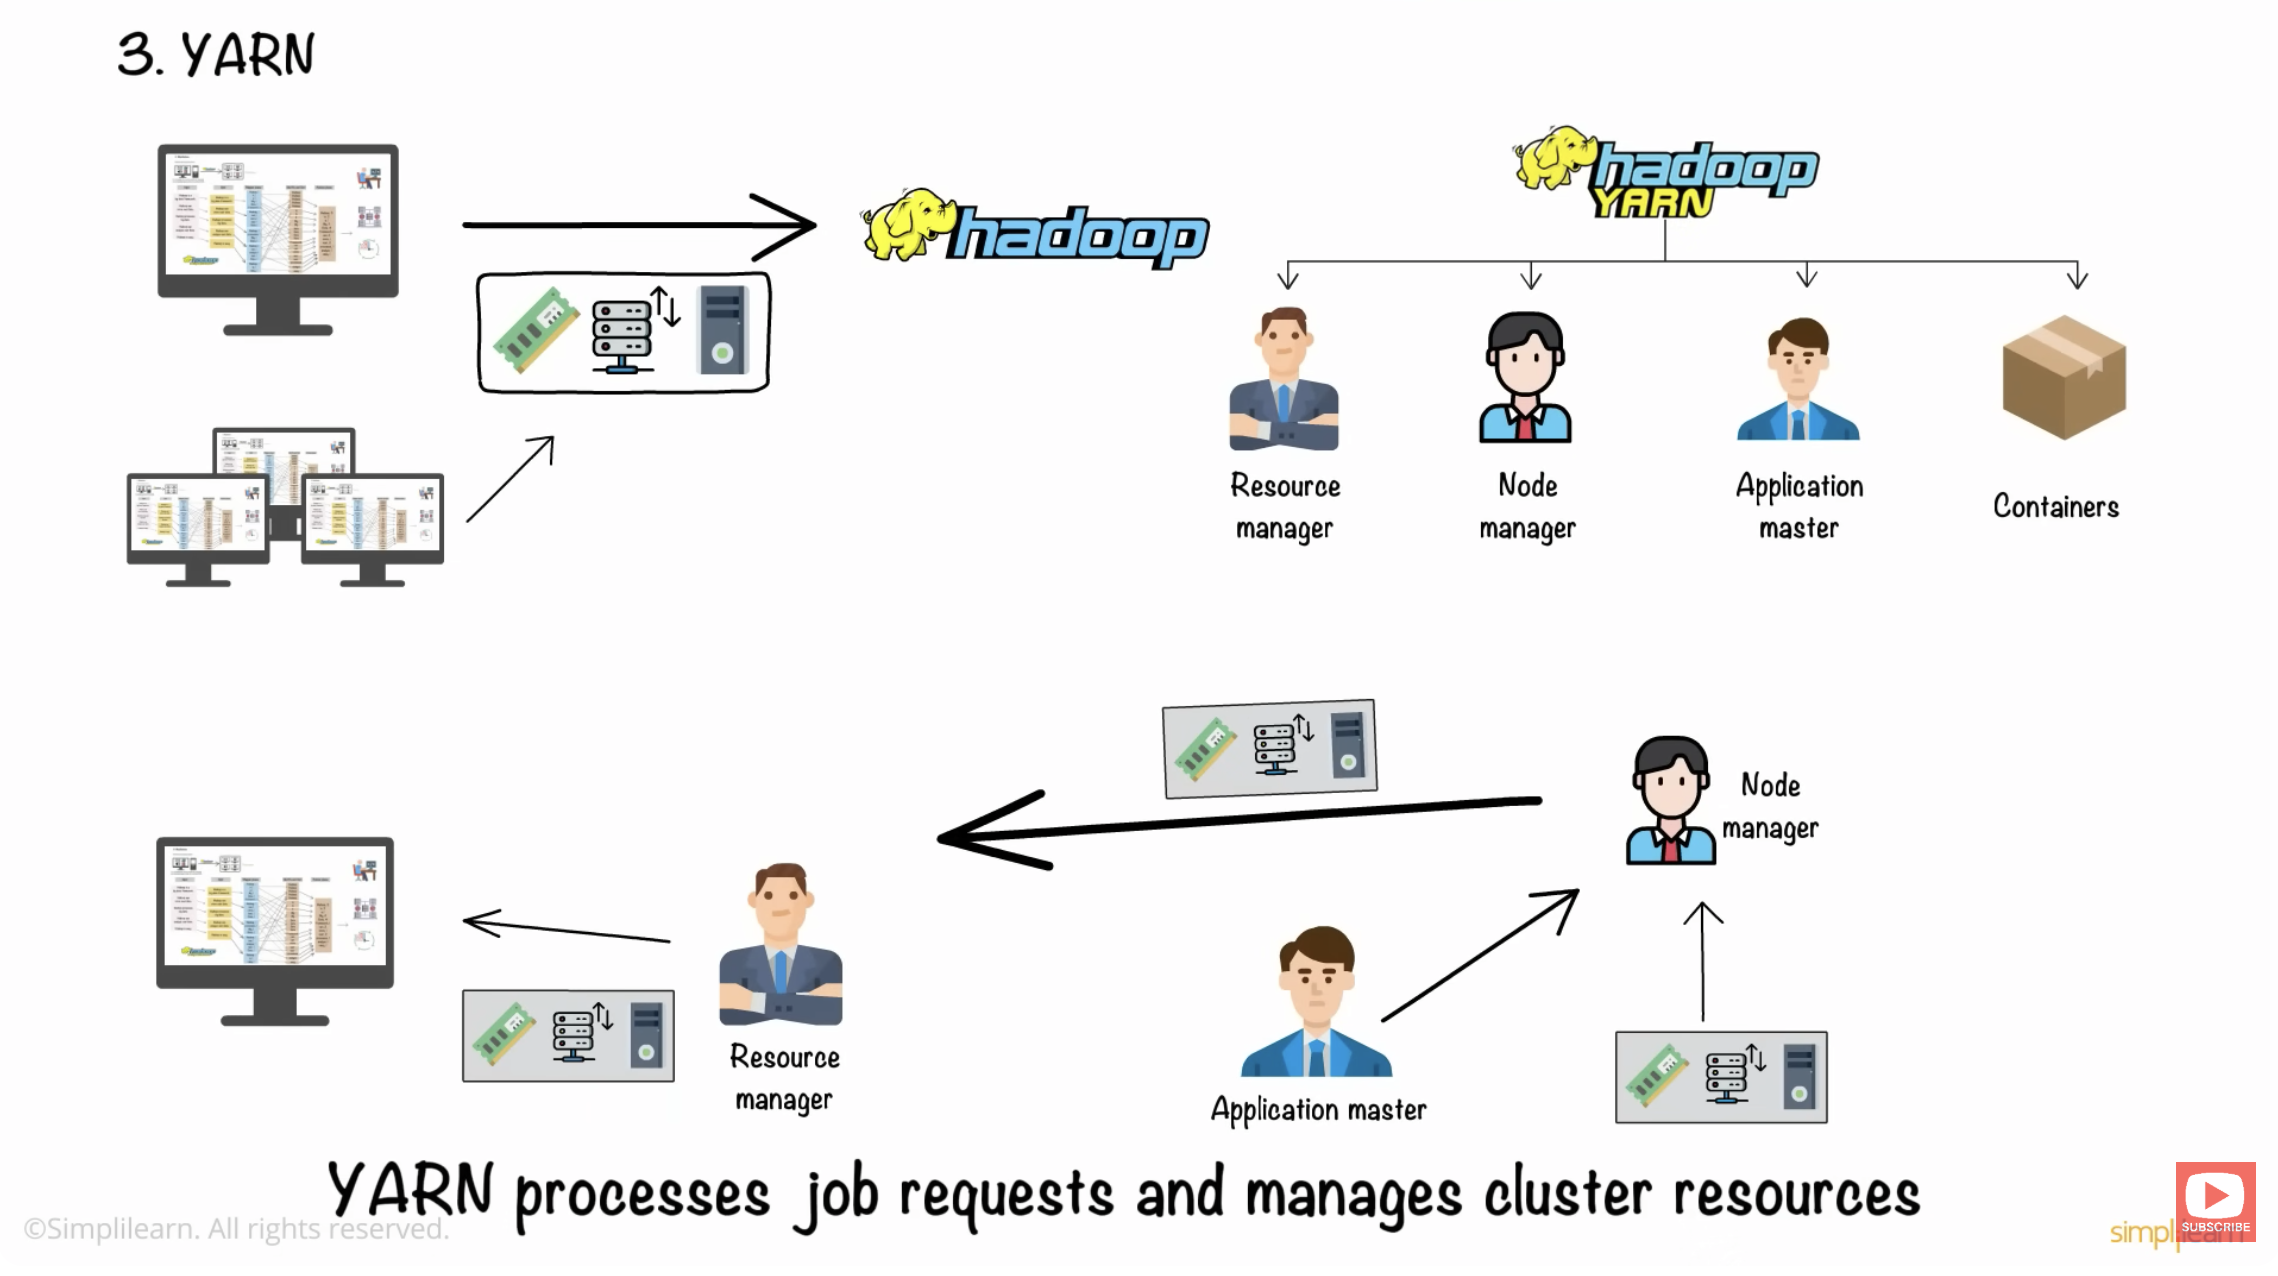 3. YARN
hadoop
hadoop
YARN
Resource
manager
Node
manager
Application
master
Containers
Node
manager
Resource
manager
Application master
YARN processes job requests and manages cluster resources
©Simplilearn. All rights reserved.
simplilearn
SUBSCRIBE